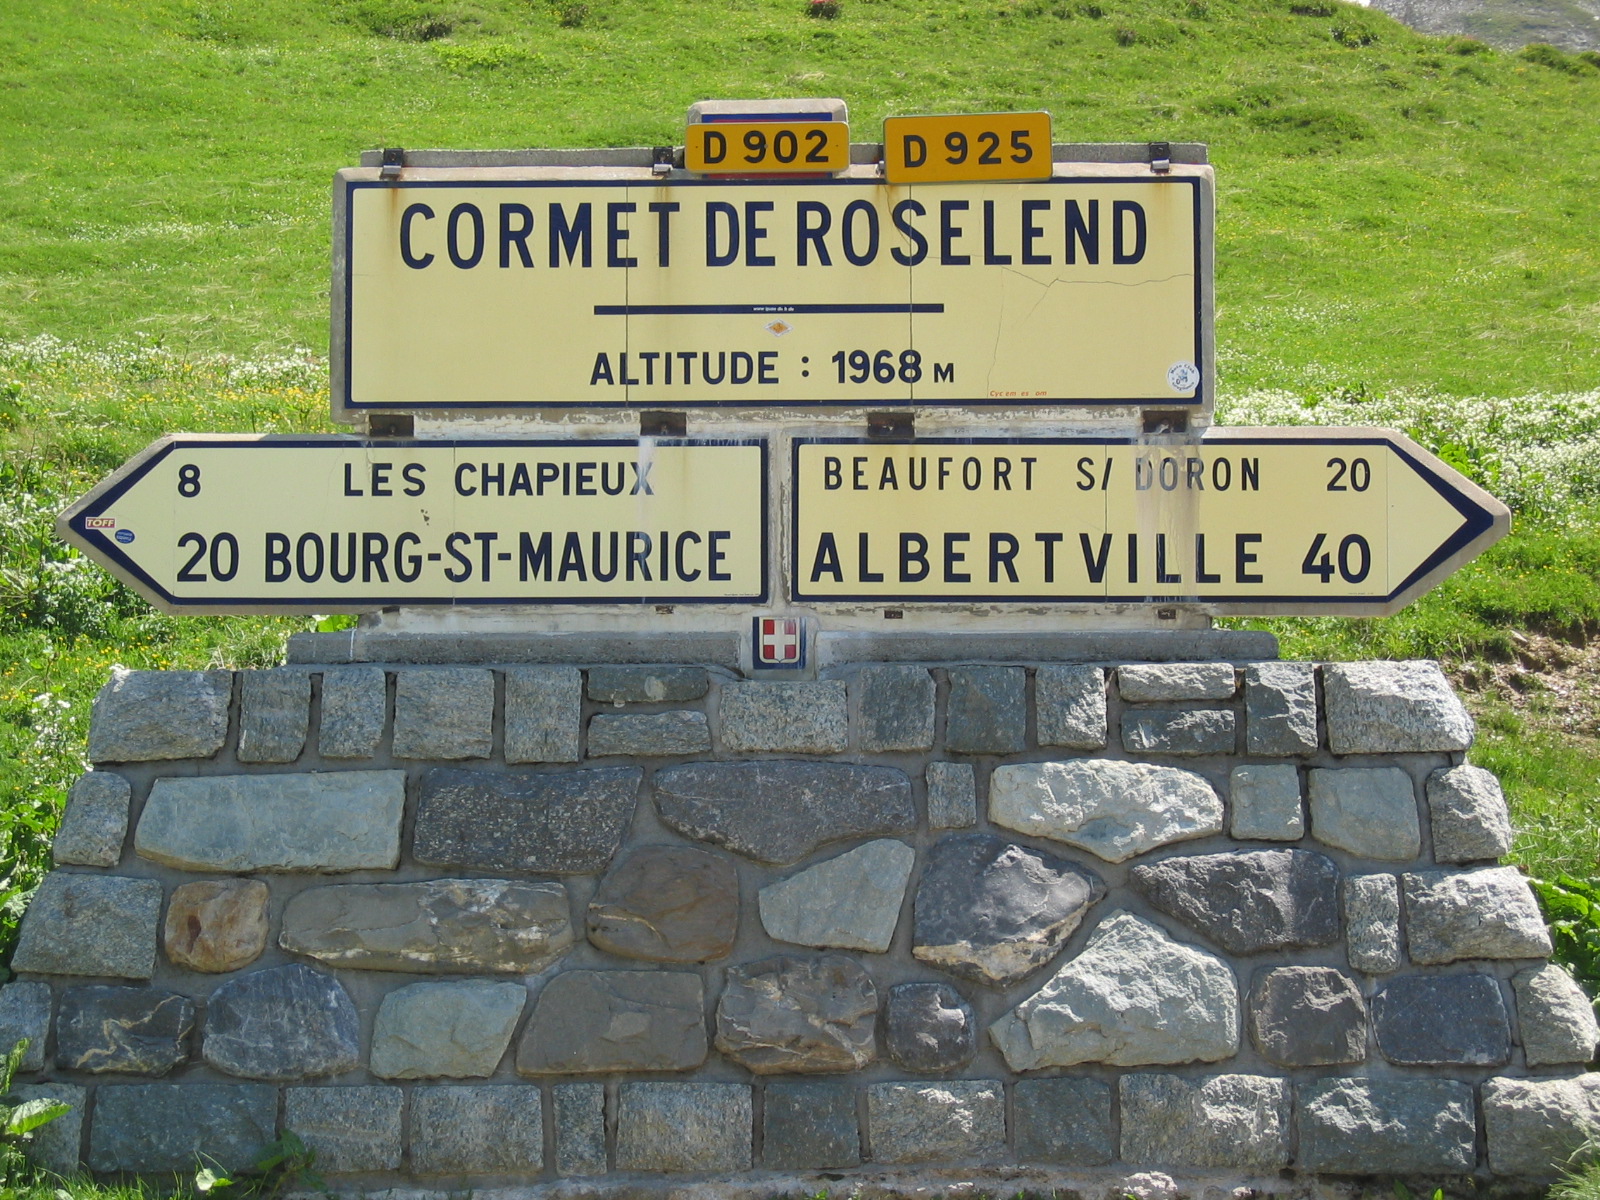 D 902
D 925
CORMET DE ROSELEND
ALTITUDE : 1968 M
8 LES CHAPIEUX
20 BOURG-ST-MAURICE
TOFF
BEAUFORT S/ DORON 20
ALBERTVILLE 40